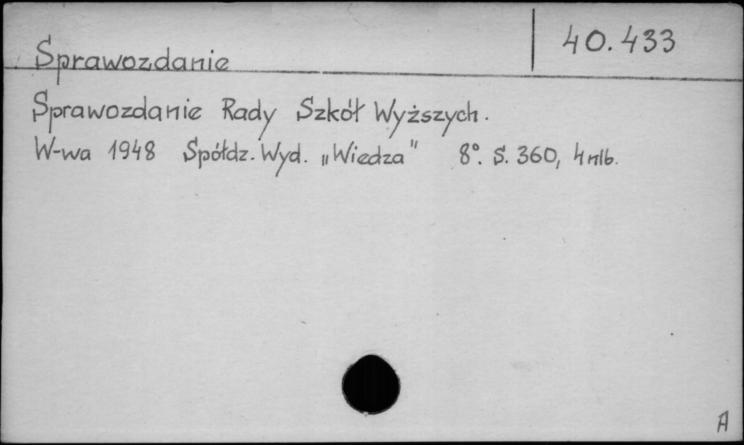 Sprawozdanie 40.433
Sprawozdanie Rady Szkół Wyższych.
W-wa 1948 Spółdz. Wyd. „Wiedza" 8°. S. 360, 4 nlb.
A